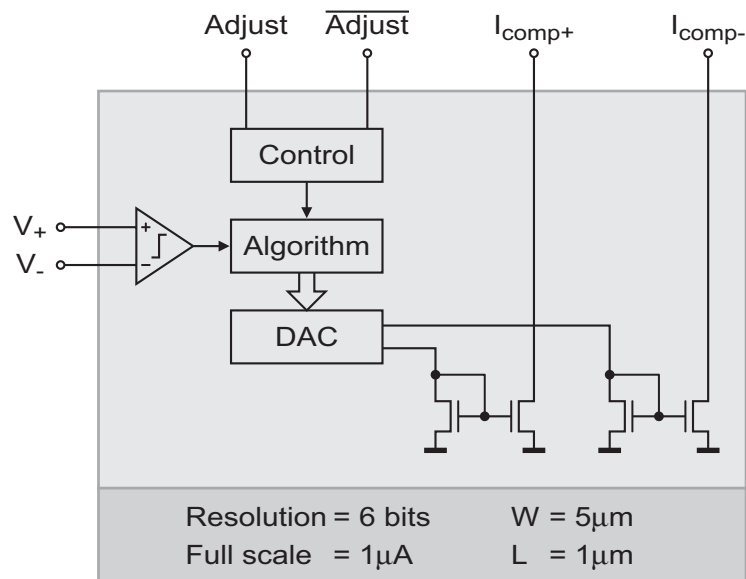 Adjust Adjust I_comp+ I_comp-
Control
V+
+
Algorithm
V-
−
DAC
Resolution = 6 bits W = 5μm
Full scale = 1μA L = 1μm